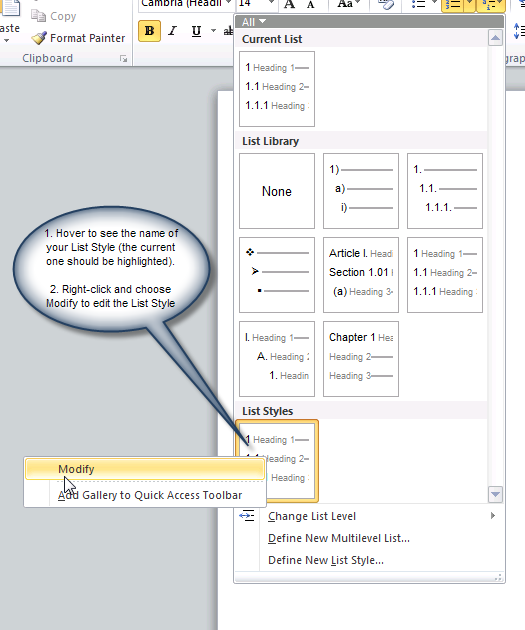 Cambria (Headi 14 A A Aa
aste
Copy
Format Painter
B I U ab
Clipboard
All
Current List
1 Heading 1
1.1 Heading 2
1.1.1 Heading
List Library
None
1)
a)
i)
1.
1.1.
1.1.1.
Article I. Headi
Section 1.01 H
(a) Heading 3
1 Heading 1
1.1 Heading 2
1.1.1 Heading
I. Heading 1
A. Heading
1. Headin
Chapter 1 Hea
Heading 2
Heading 3
List Styles
1 Heading 1
Heading 2
Heading
1. Hover to see the name of
your List Style (the current
one should be highlighted).
2. Right-click and choose
Modify to edit the List Style
Modify
Add Gallery to Quick Access Toolbar
Change List Level
Define New Multilevel List...
Define New List Style...